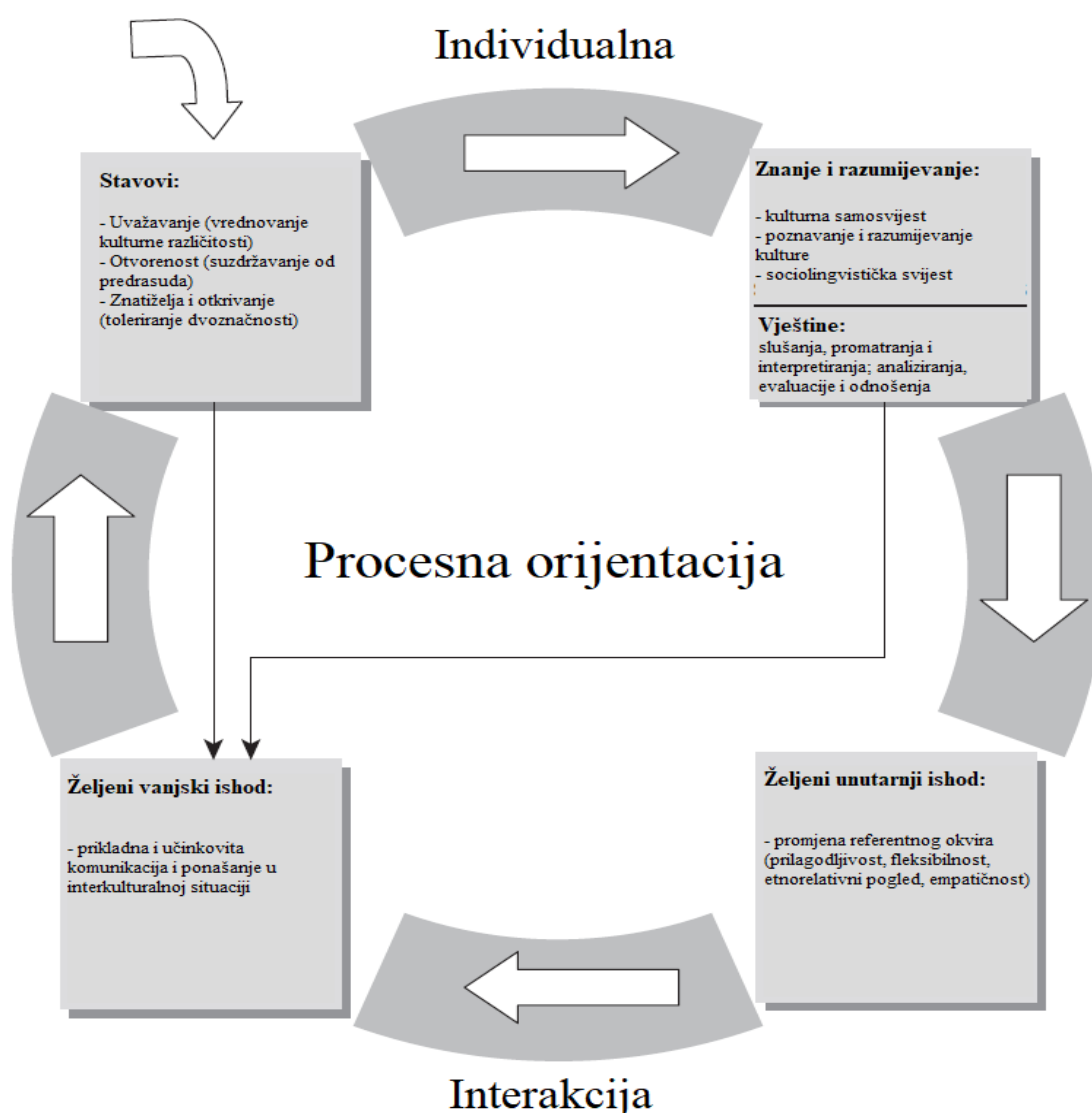 Individualna
Stavovi:
- Uvažavanje (vrednovanje
kulturne različitosti)
- Otvorenost (suzdržavanje od
predrasuda)
- Znatiželja i otkrivanje
(toleriranje dvoznačnosti)
Znanje i razumijevanje:
- kulturna samosvijest
- poznavanje i razumijevanje
kulture
- sociolingvistička svijest
Vještine:
slušanja, promatranja i
interpretiranja; analiziranja,
evaluacije i odnošenja
Procesna orijentacija
Željeni vanjski ishod:
- prikladna i učinkovita
komunikacija i ponašanje u
interkulturalnoj situaciji
Željeni unutarnji ishod:
- promjena referentnog okvira
(prilagodljivost, fleksibilnost,
etnorelativni pogled, empatičnost)
Interakcija